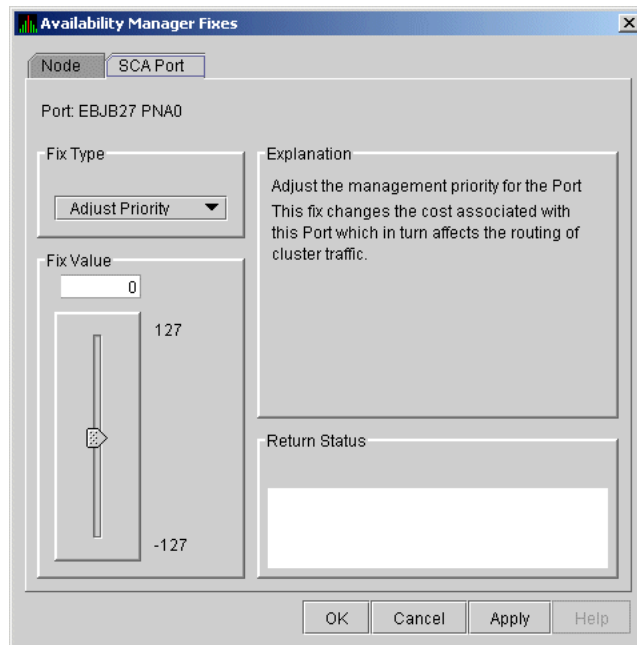 Availability Manager Fixes
Node
SCA Port
Port: EBJB27 PNA0
Fix Type
Adjust Priority
Fix Value
0
127
-127
Explanation
Adjust the management priority for the Port
This fix changes the cost associated with
this Port which in turn affects the routing of
cluster traffic.
Return Status
OK
Cancel
Apply
Help